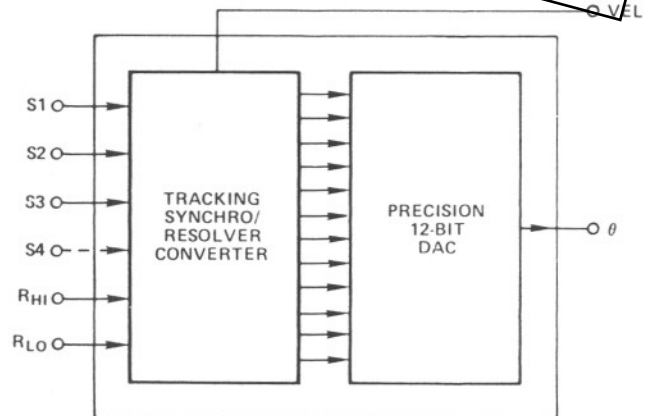 VEL
S1
S2
S3
S4
RHI
RLO
TRACKING
SYNCHRO/
RESOLVER
CONVERTER
PRECISION
12-BIT
DAC
θ